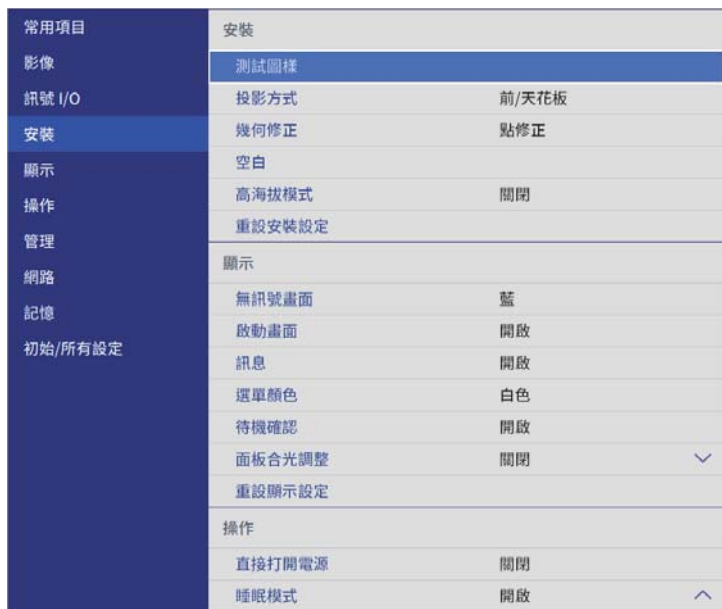 常用項目
影像
訊號 I/O
安裝
顯示
操作
管理
網路
記憶
初始/所有設定
安裝
測試圖樣
投影方式 前/天花板
幾何修正 點修正
空白
高海拔模式 關閉
重設安裝設定
顯示
無訊號畫面 藍
啟動畫面 開啟
訊息 開啟
選單顏色 白色
待機確認 開啟
面板合光調整 關閉
重設顯示設定
操作
直接打開電源 關閉
睡眠模式 開啟